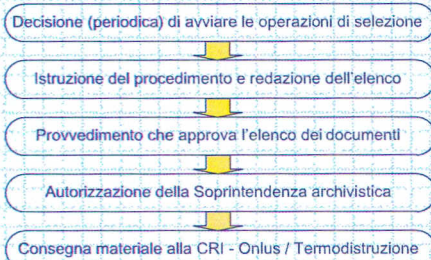 Decisione (periodica) di avviare le operazioni di selezione
Istruzione del procedimento e redazione dell'elenco
Provvedimento che approva l'elenco dei documenti
Autorizzazione della Soprintendenza archivistica
Consegna materiale alla CRI - Onlus / Termodistruzione